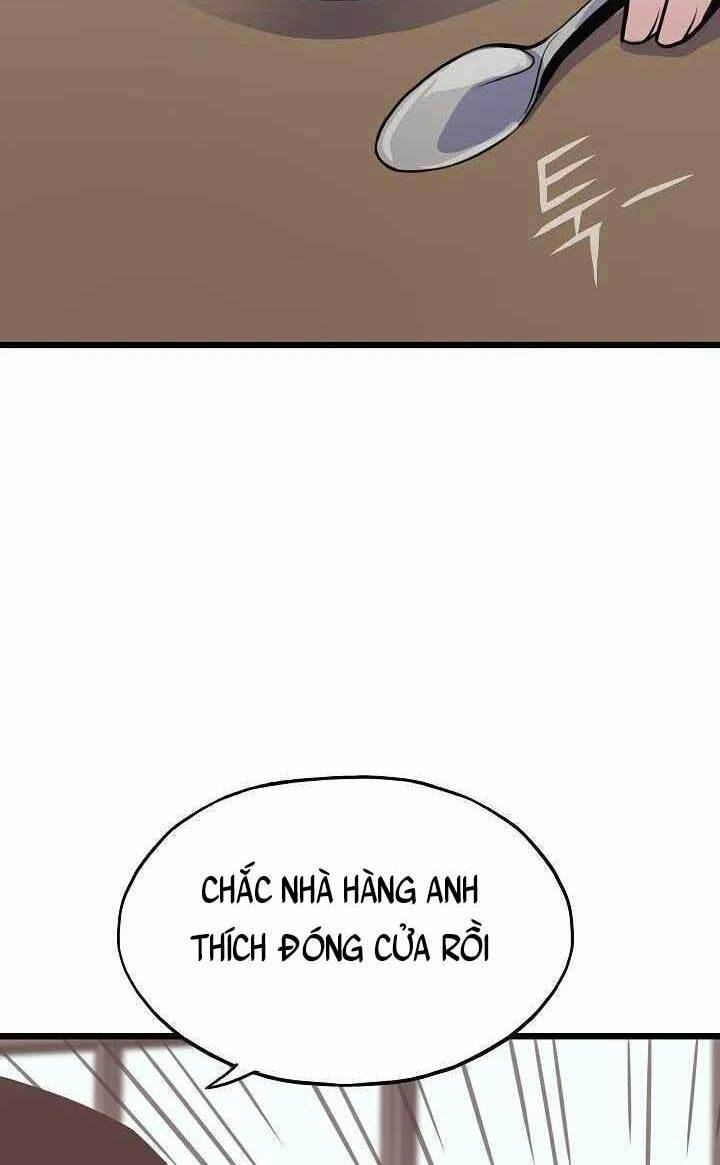 툭
CHẮC NHÀ HÀNG ANH
THÍCH ĐÓNG CỬA RỒI